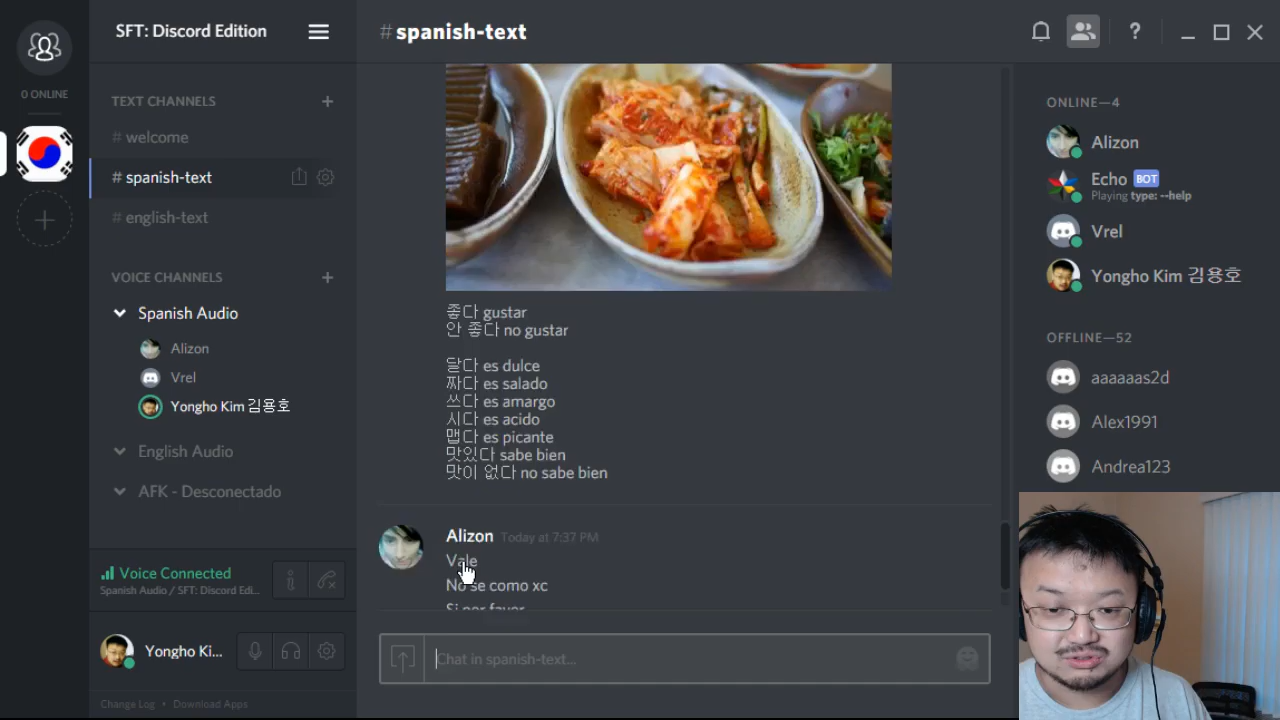 0 ONLINE
SFT: Discord Edition
TEXT CHANNELS
# welcome
# spanish-text
# english-text
VOICE CHANNELS
Spanish Audio
Alizon
Vrel
Yongho Kim 김용호
English Audio
AFK - Desconectado
Voice Connected
Spanish Audio / SFT: Discord Edi...
Yongho Ki...
Change Log • Download Apps
# spanish-text
좋다 gustar
안 좋다 no gustar
달다 es dulce
짜다 es salado
쓰다 es amargo
시다 es acido
맵다 es picante
맛있다 sabe bien
맛이 없다 no sabe bien
Alizon Today at 7:37 PM
Vale
No se como xc
Si por favor
Chat in spanish-text...
ONLINE—4
Alizon
Echo BOT
Playing type: --help
Vrel
Yongho Kim 김용호
OFFLINE—52
aaaaaas2d
Alex1991
Andrea123